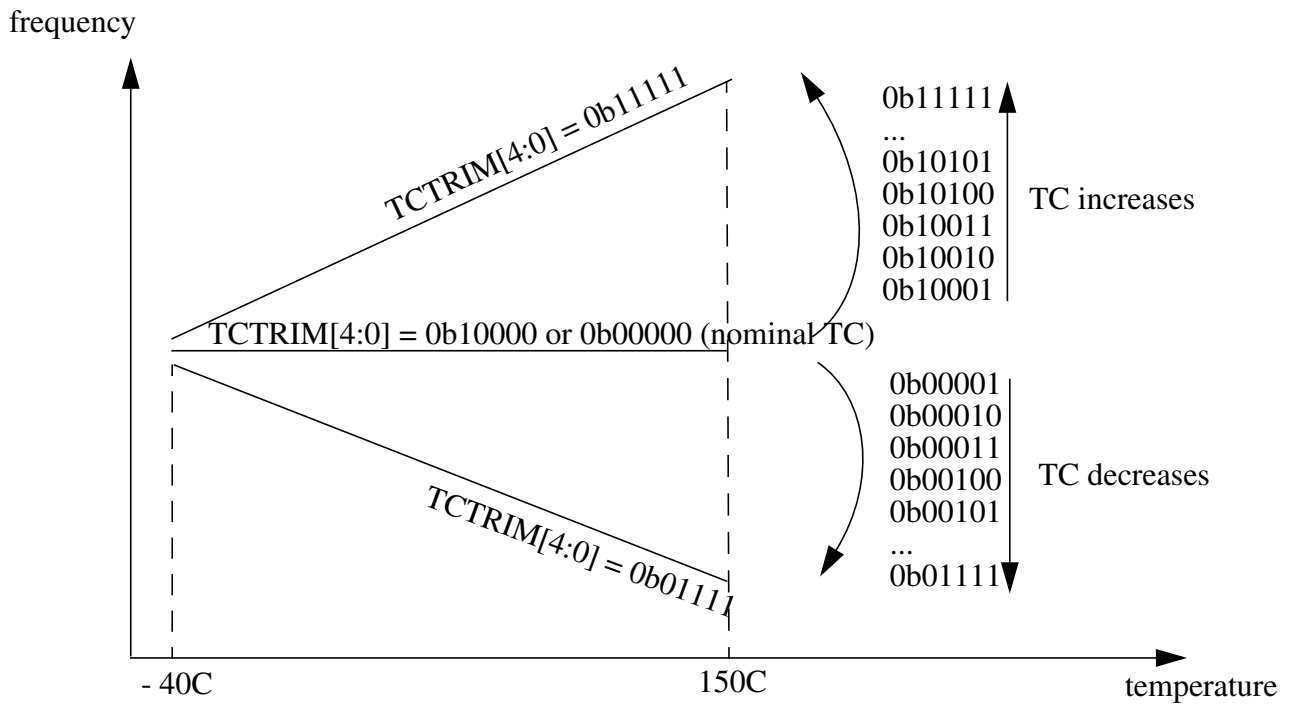 frequency
TCTRIM[4:0] = 0b11111
0b11111
...
0b10101
0b10100
0b10011
0b10010
0b10001
TC increases
TCTRIM[4:0] = 0b10000 or 0b00000 (nominal TC)
0b00001
0b00010
0b00011
0b00100
0b00101
...
0b01111
TC decreases
TCTRIM[4:0] = 0b01111
- 40C
150C
temperature